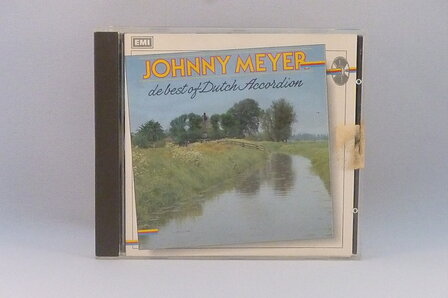 EMI
JOHNNY MEYER
de best of Dutch Accordion